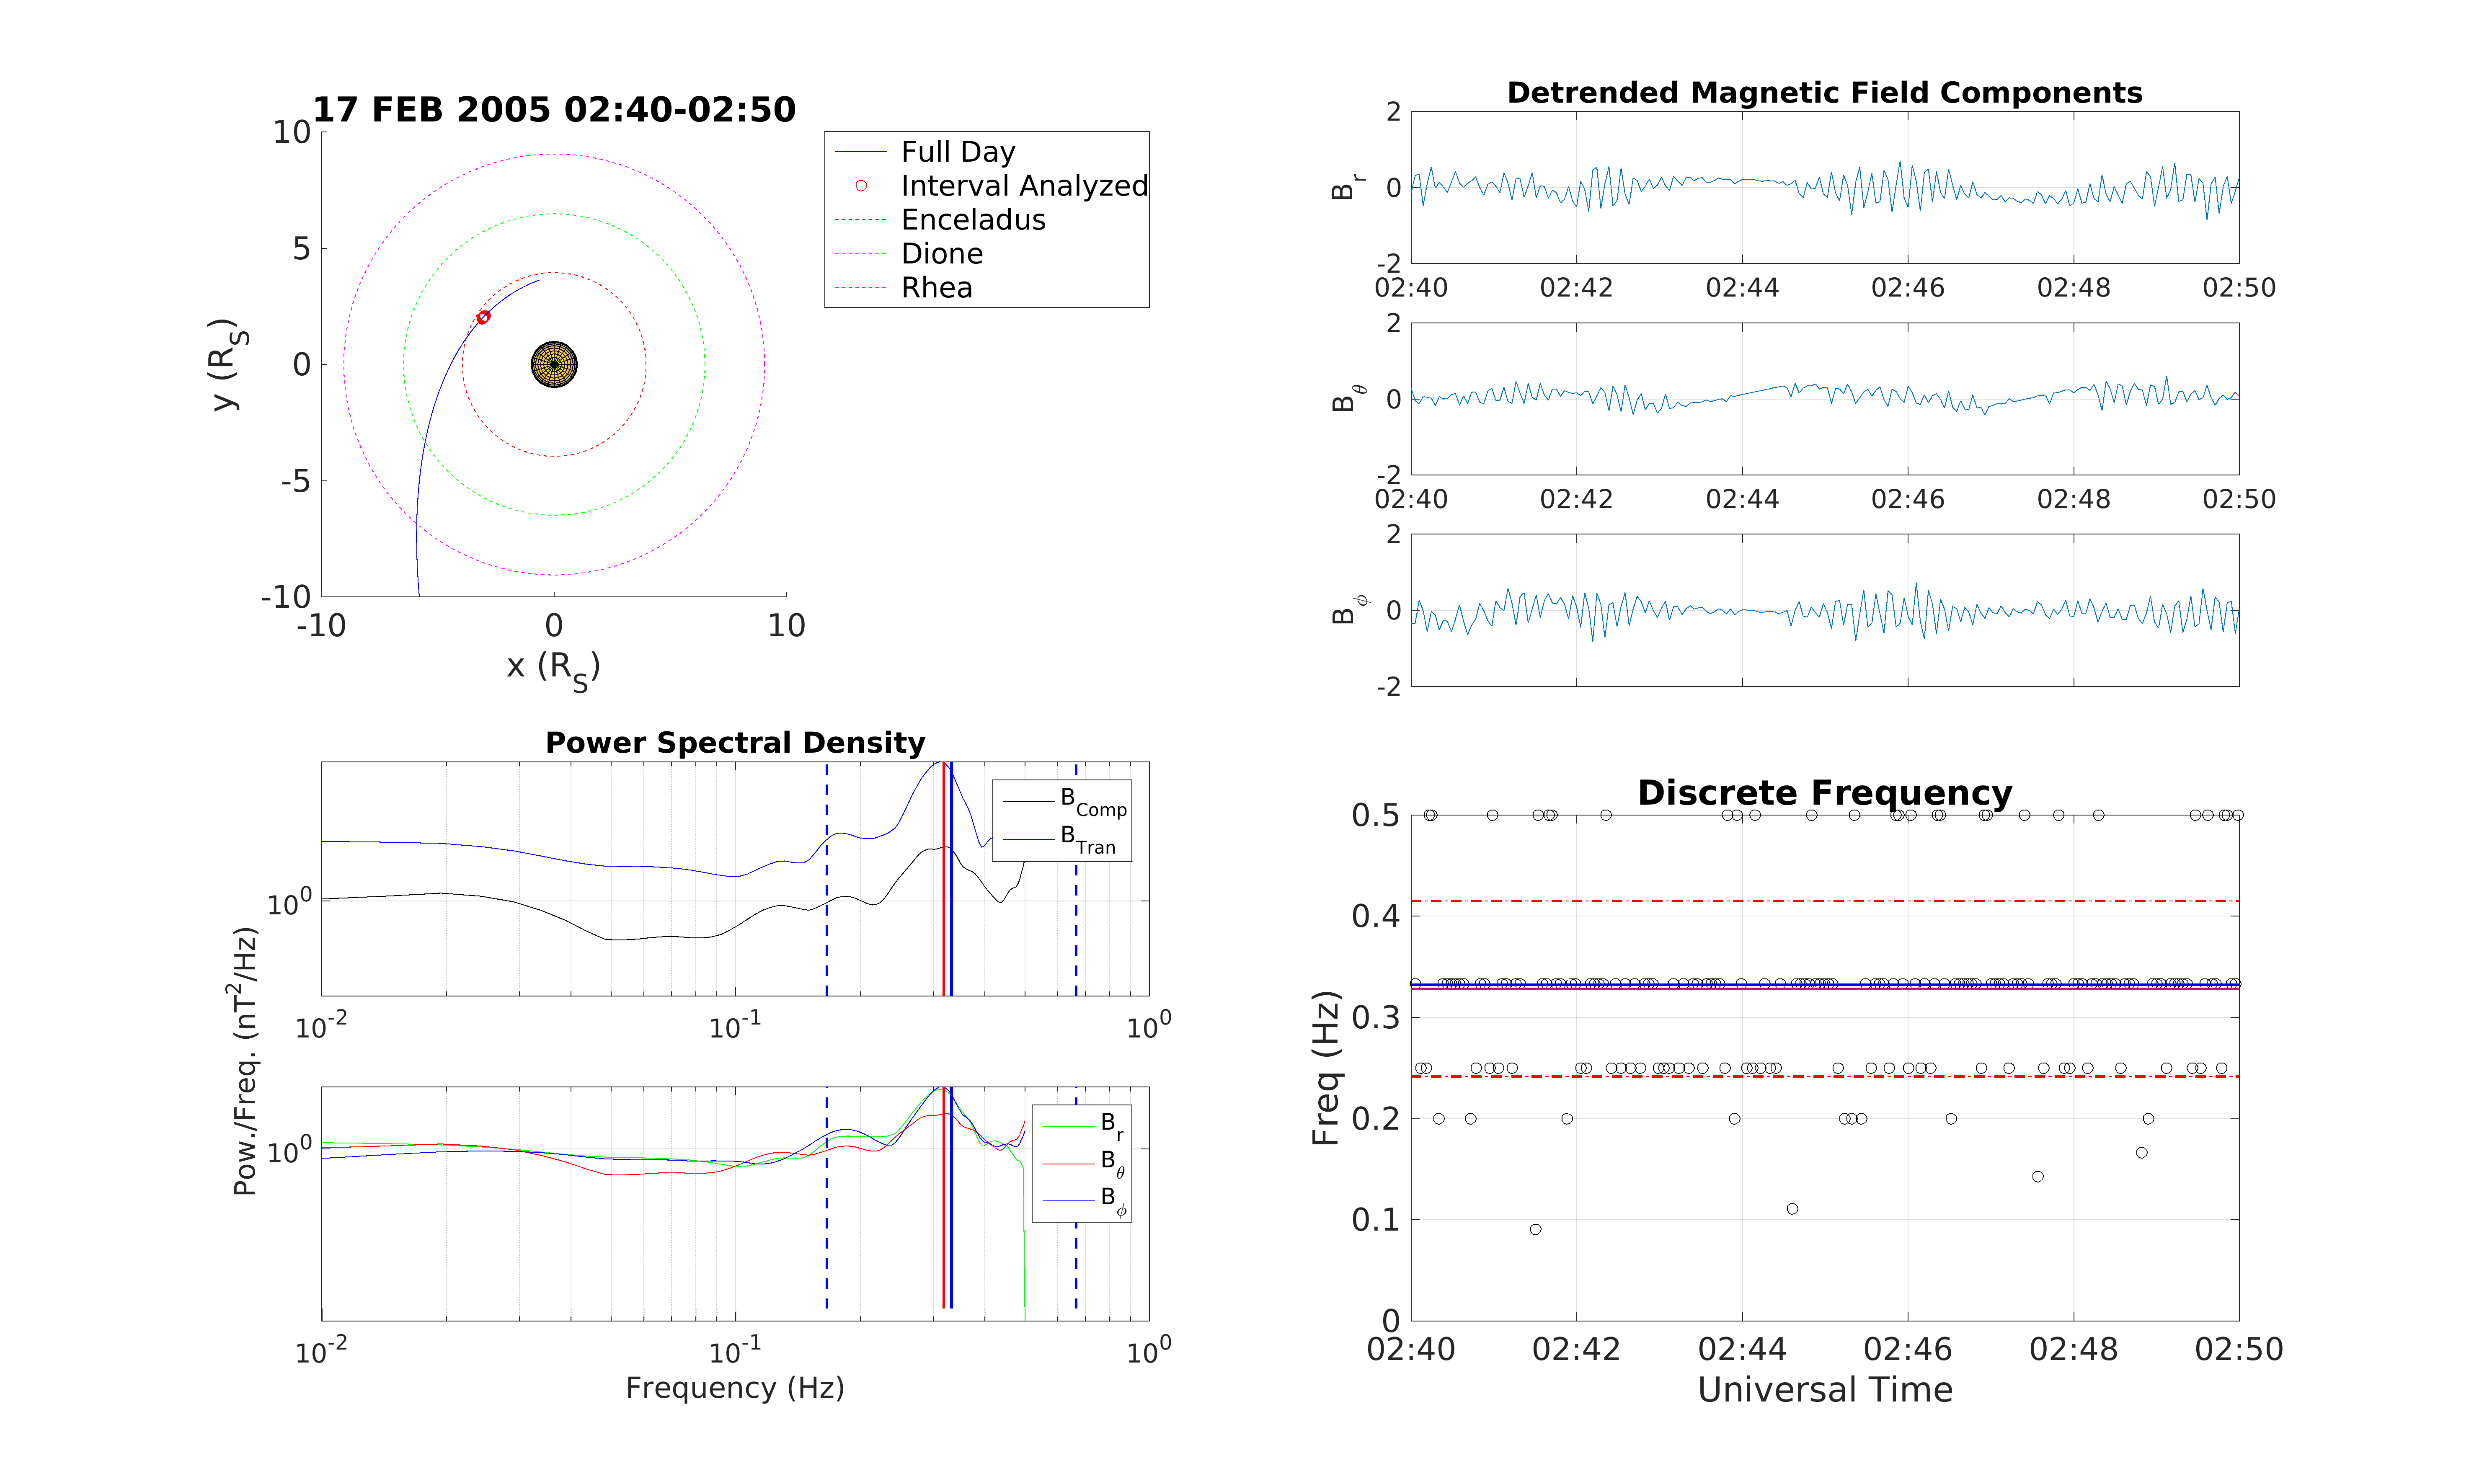 17 FEB 2005 02:40-02:50
10
5
0
-5
-10
-10
0
10
y (R_S)
x (R_S)
Full Day
Interval Analyzed
Enceladus
Dione
Rhea
Detrended Magnetic Field Components
2
0
-2
B_r
02:40
02:42
02:44
02:46
02:48
02:50
2
0
-2
B_θ
02:40
02:42
02:44
02:46
02:48
02:50
2
0
-2
B_ϕ
Power Spectral Density
10^0
B_Comp
B_Tran
10^-2
10^-1
10^0
Pow./Freq. (nT^2/Hz)
10^0
B_r
B_θ
B_ϕ
10^-2
10^-1
10^0
Frequency (Hz)
Discrete Frequency
0.5
0.4
0.3
0.2
0.1
0
Freq (Hz)
02:40
02:42
02:44
02:46
02:48
02:50
Universal Time